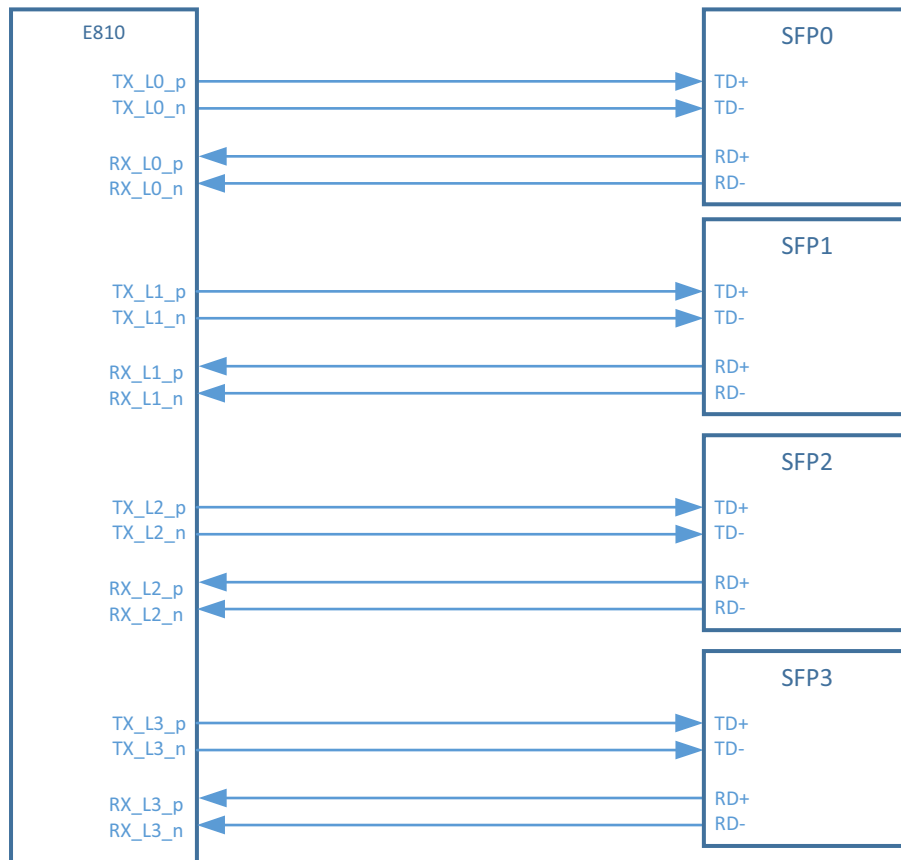 E810
SFP0
TX_L0_p TD+
TX_L0_n TD-
RX_L0_p RD+
RX_L0_n RD-
SFP1
TX_L1_p TD+
TX_L1_n TD-
RX_L1_p RD+
RX_L1_n RD-
SFP2
TX_L2_p TD+
TX_L2_n TD-
RX_L2_p RD+
RX_L2_n RD-
SFP3
TX_L3_p TD+
TX_L3_n TD-
RX_L3_p RD+
RX_L3_n RD-